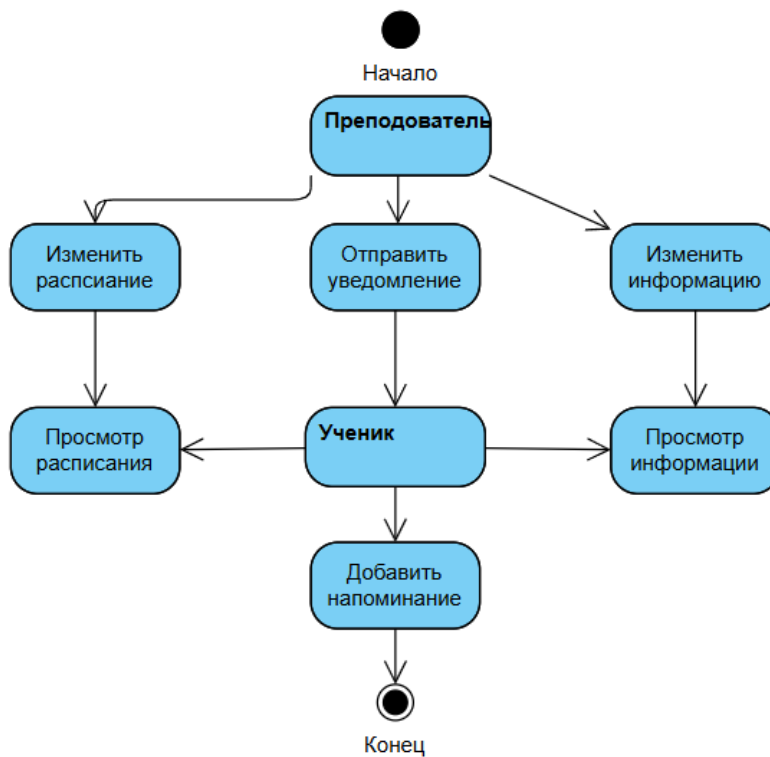 Начало
Преподователь
Изменить
распсиание
Отправить
уведомление
Изменить
информацию
Просмотр
расписания
Ученик
Просмотр
информации
Добавить
напоминание
Конец